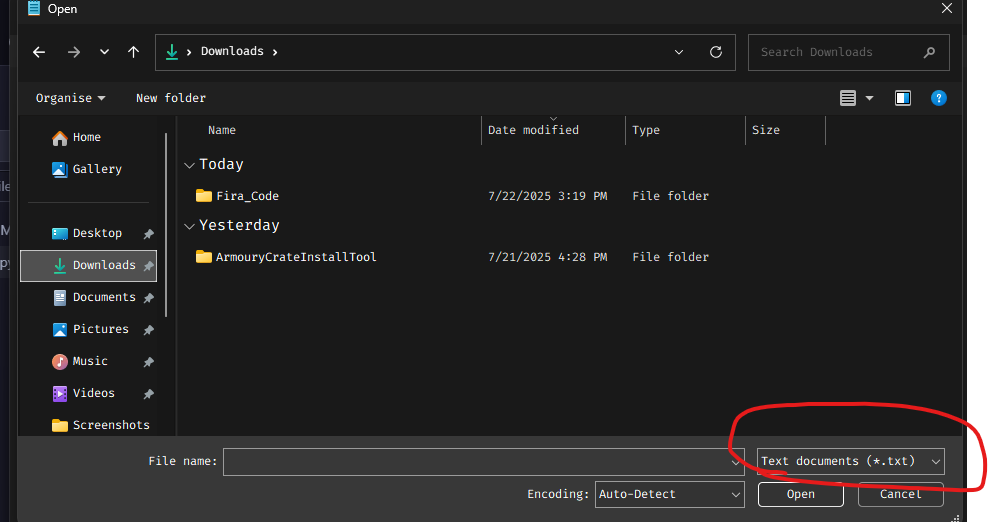 Open
Downloads
Search Downloads
Organise New folder
Name Date modified Type Size
Home
Gallery
Desktop
Downloads
Documents
Pictures
Music
Videos
Screenshots
Today
Fira_Code 7/22/2025 3:19 PM File folder
Yesterday
ArmouryCrateInstallTool 7/21/2025 4:28 PM File folder
File name: Text documents (*.txt)
Encoding: Auto-Detect Open Cancel